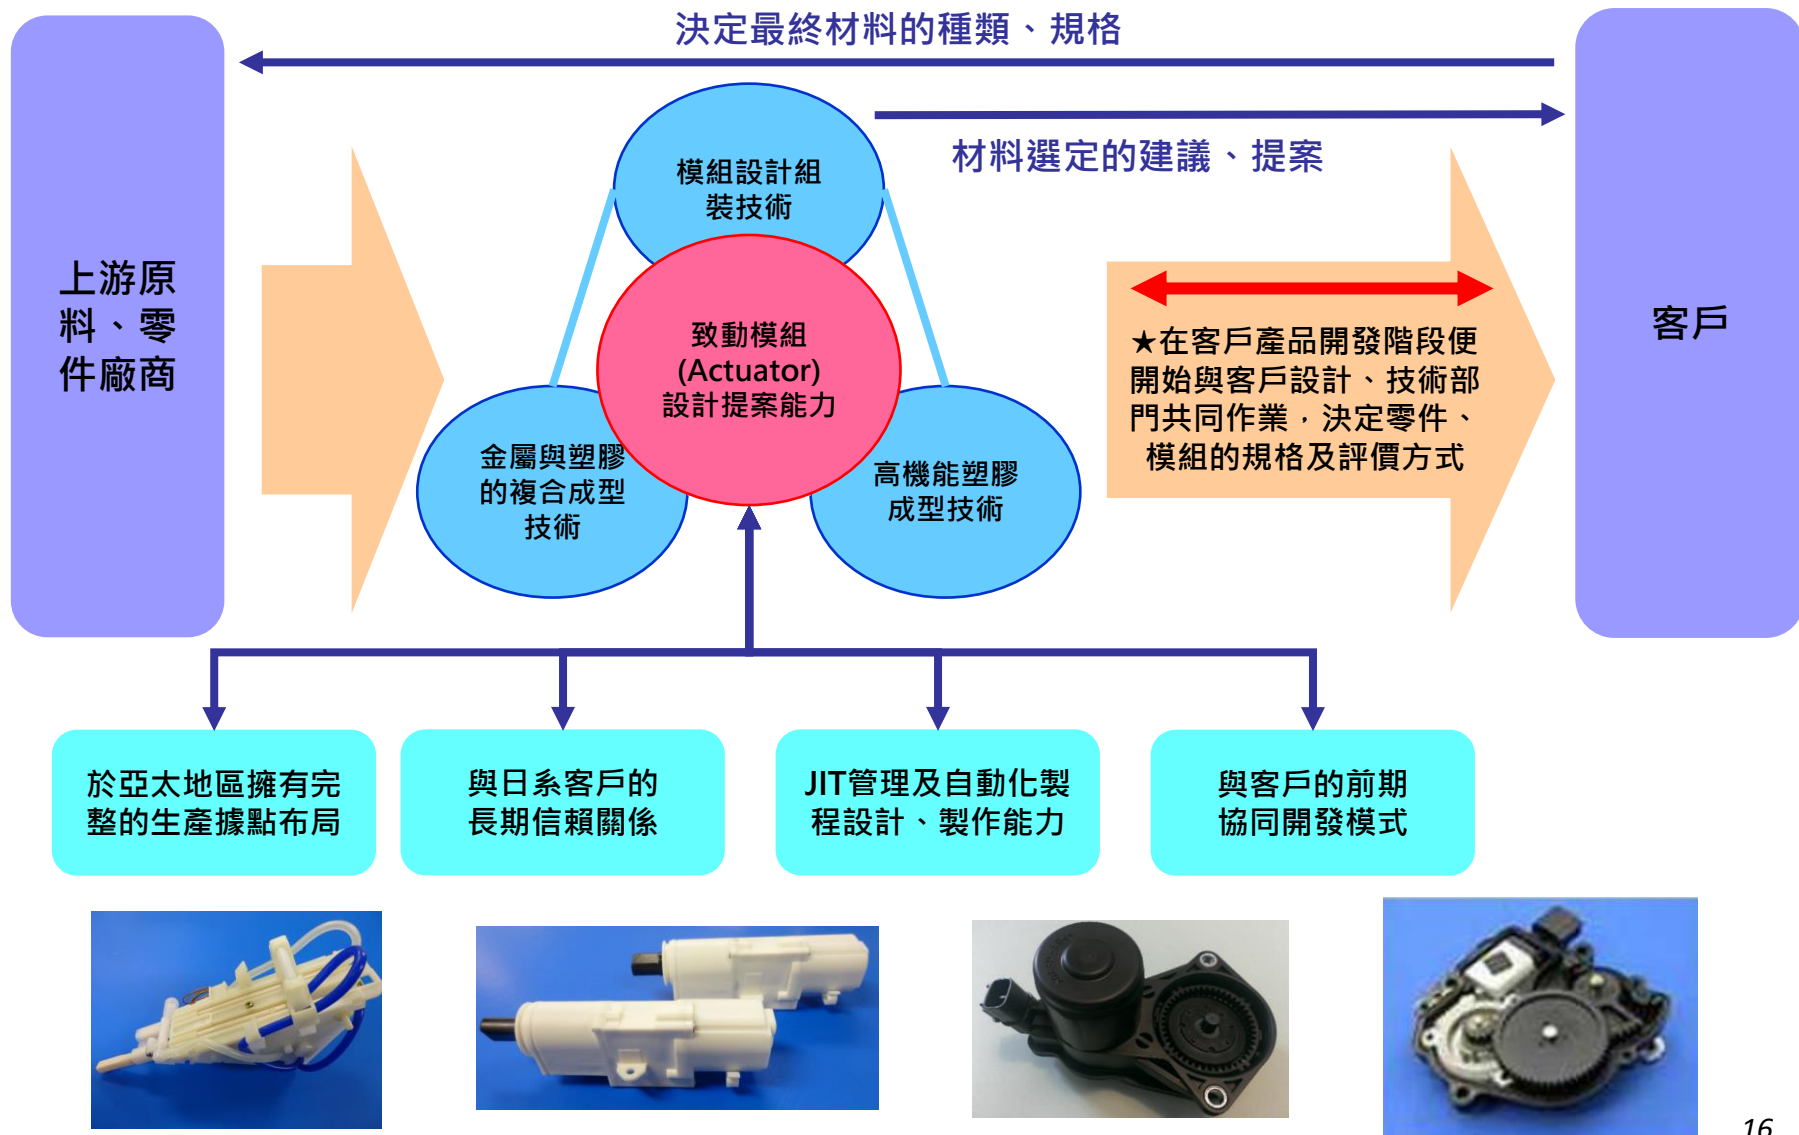 決定最終材料的種類、規格
材料選定的建議、提案
上游原
料、零
件廠商
模組設計組
裝技術
致動模組
(Actuator)
設計提案能力
金屬與塑膠
的複合成型
技術
高機能塑膠
成型技術
★在客戶產品開發階段便
開始與客戶設計、技術部
門共同作業，決定零件、
模組的規格及評價方式
客戶
於亞太地區擁有完
整的生產據點布局
與日系客戶的
長期信賴關係
JIT管理及自動化製
程設計、製作能力
與客戶的前期
協同開發模式
16